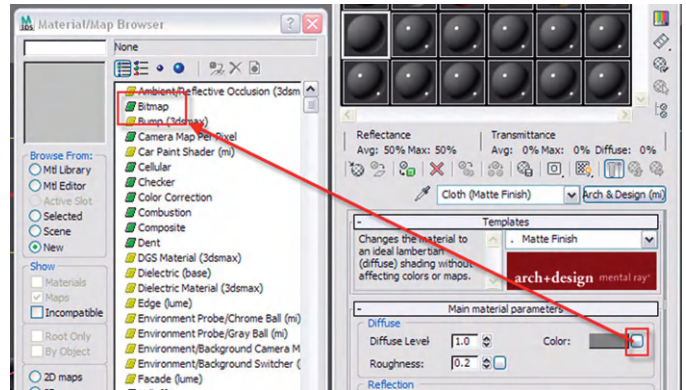 Material/Map Browser
None
Ambient/Reflective Occlusion (3dsm
Bitmap
Bump (3dsmax)
Camera Map Per Pixel
Car Paint Shader (mi)
Cellular
Checker
Color Correction
Combustion
Composite
Dent
DGS Material (3dsmax)
Dielectric (base)
Dielectric Material (3dsmax)
Edge (lume)
Environment Probe/Chrome Ball (mi)
Environment Probe/Gray Ball (mi)
Environment/Background Camera M
Environment/Background Switcher (
Facade (lume)
Browse From:
Mtl Library
Mtl Editor
Active Slot
Selected
Scene
New
Show
Materials
Maps
Incompatible
Root Only
By Object
2D maps
Reflectance
Avg: 50% Max: 50%
Transmittance
Avg: 0% Max: 0% Diffuse: 0%
Cloth (Matte Finish)
Arch & Design (mi)
- Templates
Changes the material to
an ideal lambertian
(diffuse) shading without
affecting colors or maps.
. Matte Finish
arch+design mental ray
- Main material parameters
Diffuse
Diffuse Level 1.0 Color:
Roughness: 0.2
Reflection